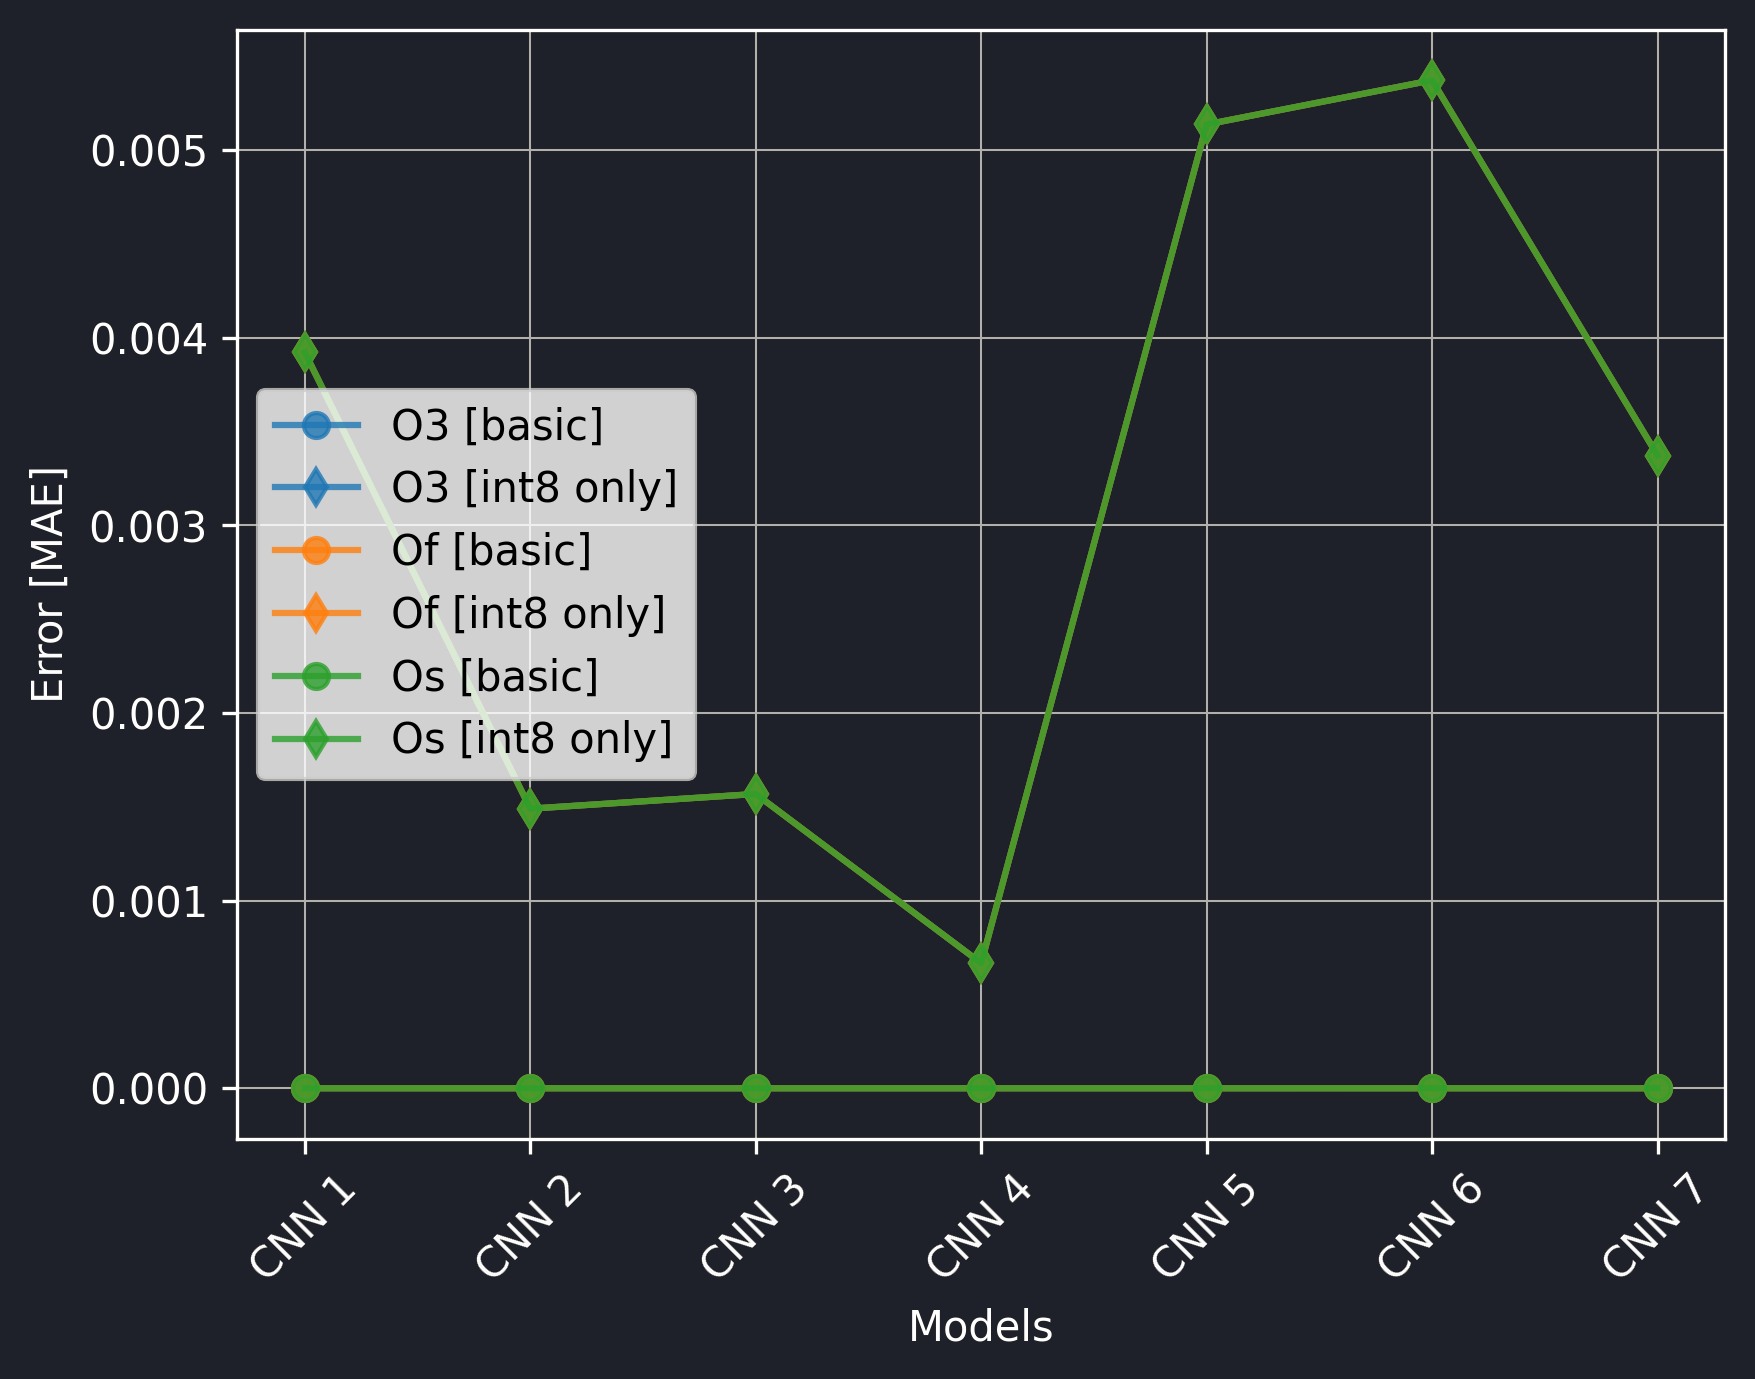 0.005
0.004
0.003
0.002
0.001
0.000
Error [MAE]
O3 [basic]
O3 [int8 only]
Of [basic]
Of [int8 only]
Os [basic]
Os [int8 only]
CNN 1
CNN 2
CNN 3
CNN 4
CNN 5
CNN 6
CNN 7
Models